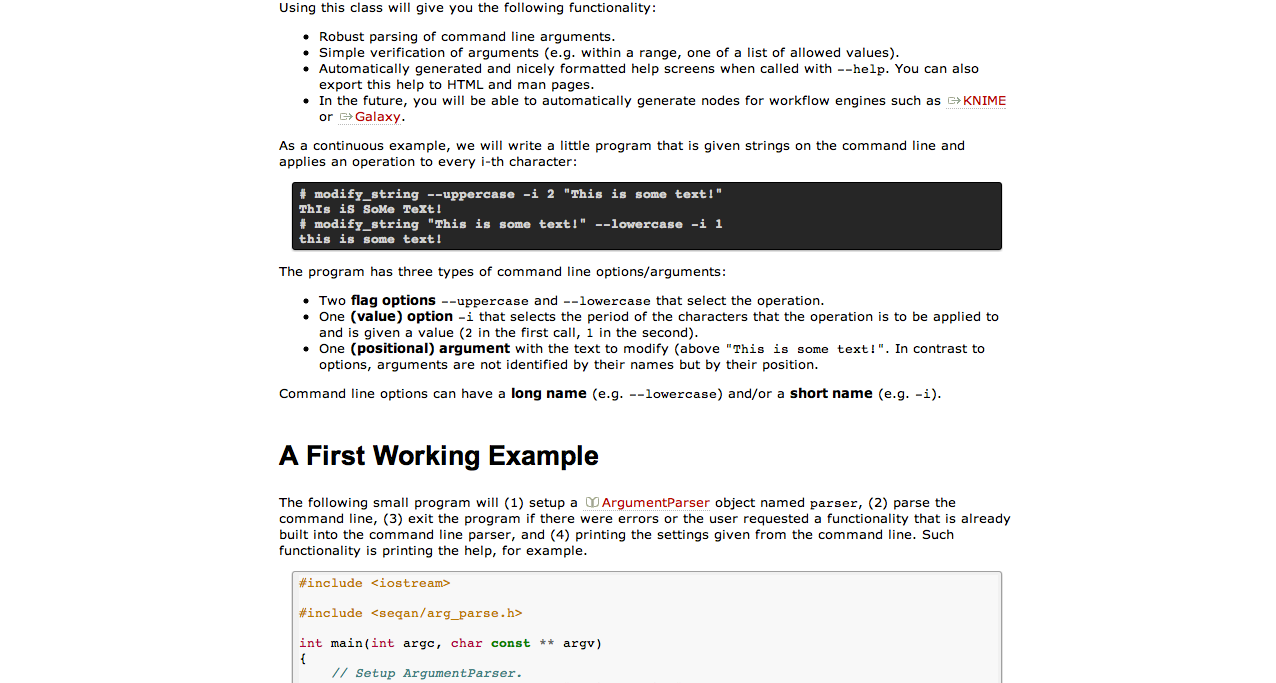 Using this class will give you the following functionality:
Robust parsing of command line arguments.
Simple verification of arguments (e.g. within a range, one of a list of allowed values).
Automatically generated and nicely formatted help screens when called with --help. You can also
export this help to HTML and man pages.
In the future, you will be able to automatically generate nodes for workflow engines such as KNIME
or Galaxy.
As a continuous example, we will write a little program that is given strings on the command line and
applies an operation to every i-th character:
# modify_string --uppercase -i 2 "This is some text!"
ThIs iS SoMe TeXt!
# modify_string "This is some text!" --lowercase -i 1
this is some text!
The program has three types of command line options/arguments:
Two flag options --uppercase and --lowercase that select the operation.
One (value) option -i that selects the period of the characters that the operation is to be applied to
and is given a value (2 in the first call, 1 in the second).
One (positional) argument with the text to modify (above "This is some text!". In contrast to
options, arguments are not identified by their names but by their position.
Command line options can have a long name (e.g. --lowercase) and/or a short name (e.g. -i).
A First Working Example
The following small program will (1) setup a ArgumentParser object named parser, (2) parse the
command line, (3) exit the program if there were errors or the user requested a functionality that is already
built into the command line parser, and (4) printing the settings given from the command line. Such
functionality is printing the help, for example.
#include <iostream>
#include <seqan/arg_parse.h>
int main(int argc, char const ** argv)
{
// Setup ArgumentParser.